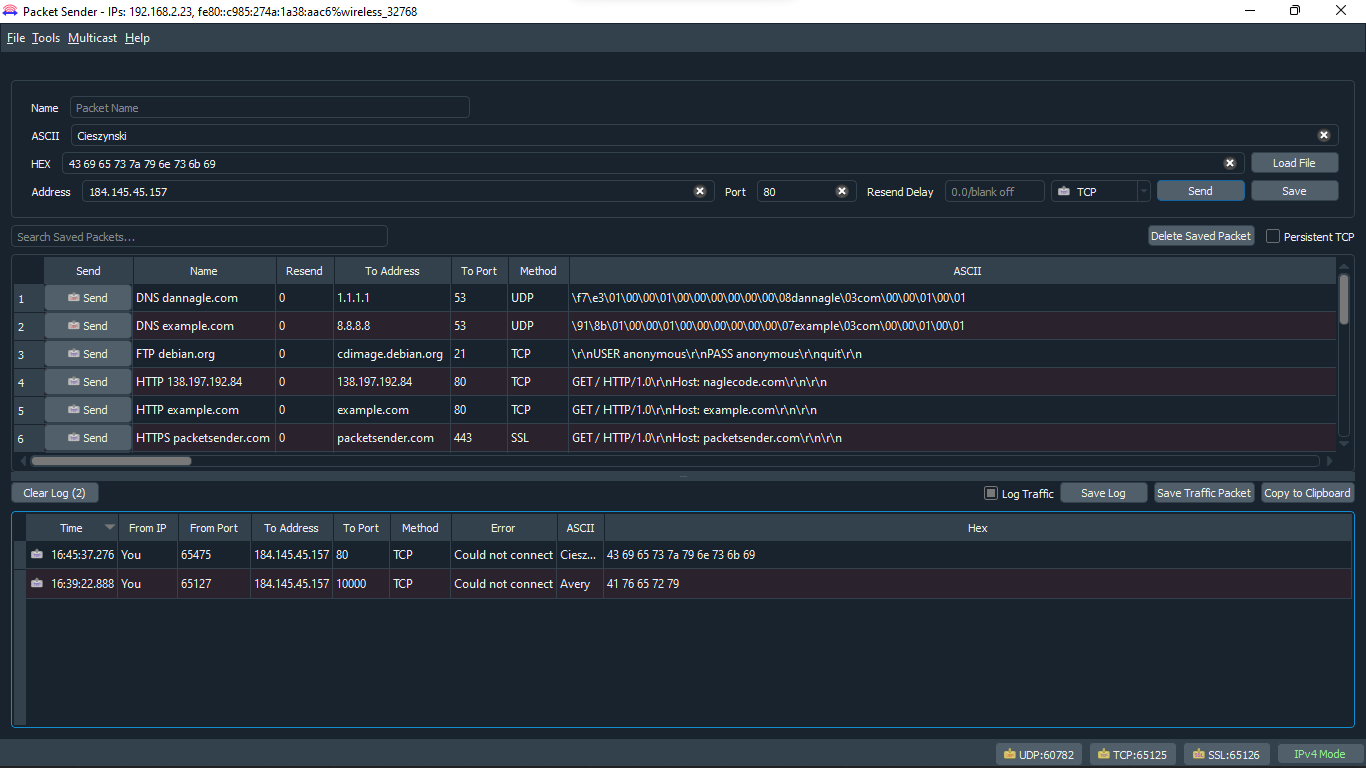 Packet Sender - IPs: 192.168.2.23, fe80::c985:274a:1a38:aac6%wireless_32768
File Tools Multicast Help
Name Packet Name
ASCII Cieszynski
HEX 43 69 65 73 7a 79 6e 73 6b 69 Load File
Address 184.145.45.157 Port 80 Resend Delay 0.0/blank off TCP Send Save
Search Saved Packets... Delete Saved Packet Persistent TCP
Send Name Resend To Address To Port Method ASCII
1 Send DNS dannagle.com 0 1.1.1.1 53 UDP \f7\e3\01\00\00\01\00\00\00\00\00\00\08dannagle\03com\00\00\01\00\01
2 Send DNS example.com 0 8.8.8.8 53 UDP \91\8b\01\00\00\01\00\00\00\00\00\00\07example\03com\00\00\01\00\01
3 Send FTP debian.org 0 cdimage.debian.org 21 TCP \r\nUSER anonymous\r\nPASS anonymous\r\nquit\r\n
4 Send HTTP 138.197.192.84 0 138.197.192.84 80 TCP GET / HTTP/1.0\r\nHost: naglecode.com\r\n\r\n
5 Send HTTP example.com 0 example.com 80 TCP GET / HTTP/1.0\r\nHost: example.com\r\n\r\n
6 Send HTTPS packetsender.com 0 packetsender.com 443 SSL GET / HTTP/1.0\r\nHost: packetsender.com\r\n\r\n
Clear Log (2) Log Traffic Save Log Save Traffic Packet Copy to Clipboard
Time From IP From Port To Address To Port Method Error ASCII Hex
16:45:37.276 You 65475 184.145.45.157 80 TCP Could not connect Ciesz... 43 69 65 73 7a 79 6e 73 6b 69
16:39:22.888 You 65127 184.145.45.157 10000 TCP Could not connect Avery 41 76 65 72 79
UDP:60782 TCP:65125 SSL:65126 IPv4 Mode